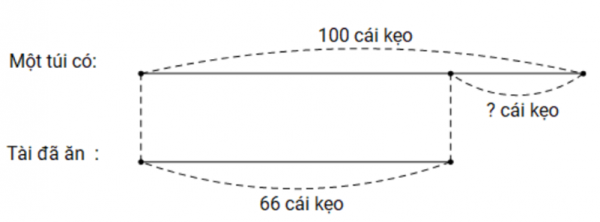 100 cái kẹo
Một túi có:
? cái kẹo
Tài đã ăn :
66 cái kẹo